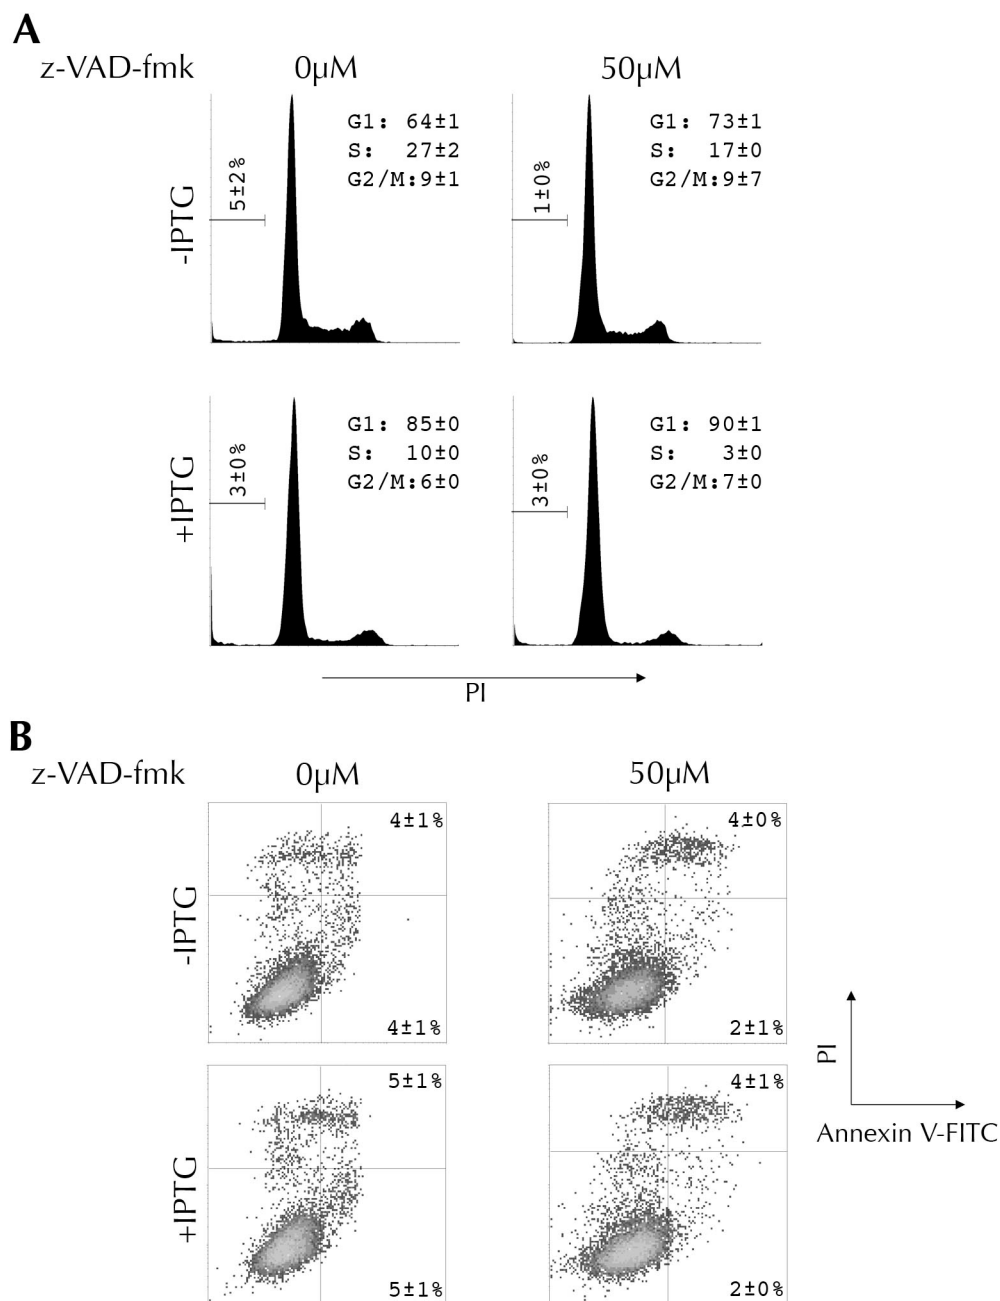 A
z-VAD-fmk 0µM 50µM
-IPTG
5±2%
G1: 64±1
S: 27±2
G2/M:9±1
1±0%
G1: 73±1
S: 17±0
G2/M:9±7
+IPTG
3±0%
G1: 85±0
S: 10±0
G2/M:6±0
3±0%
G1: 90±1
S: 3±0
G2/M:7±0
PI
B
z-VAD-fmk 0µM 50µM
-IPTG
4±1%
4±1%
4±0%
2±1%
+IPTG
5±1%
5±1%
4±1%
2±0%
PI
Annexin V-FITC